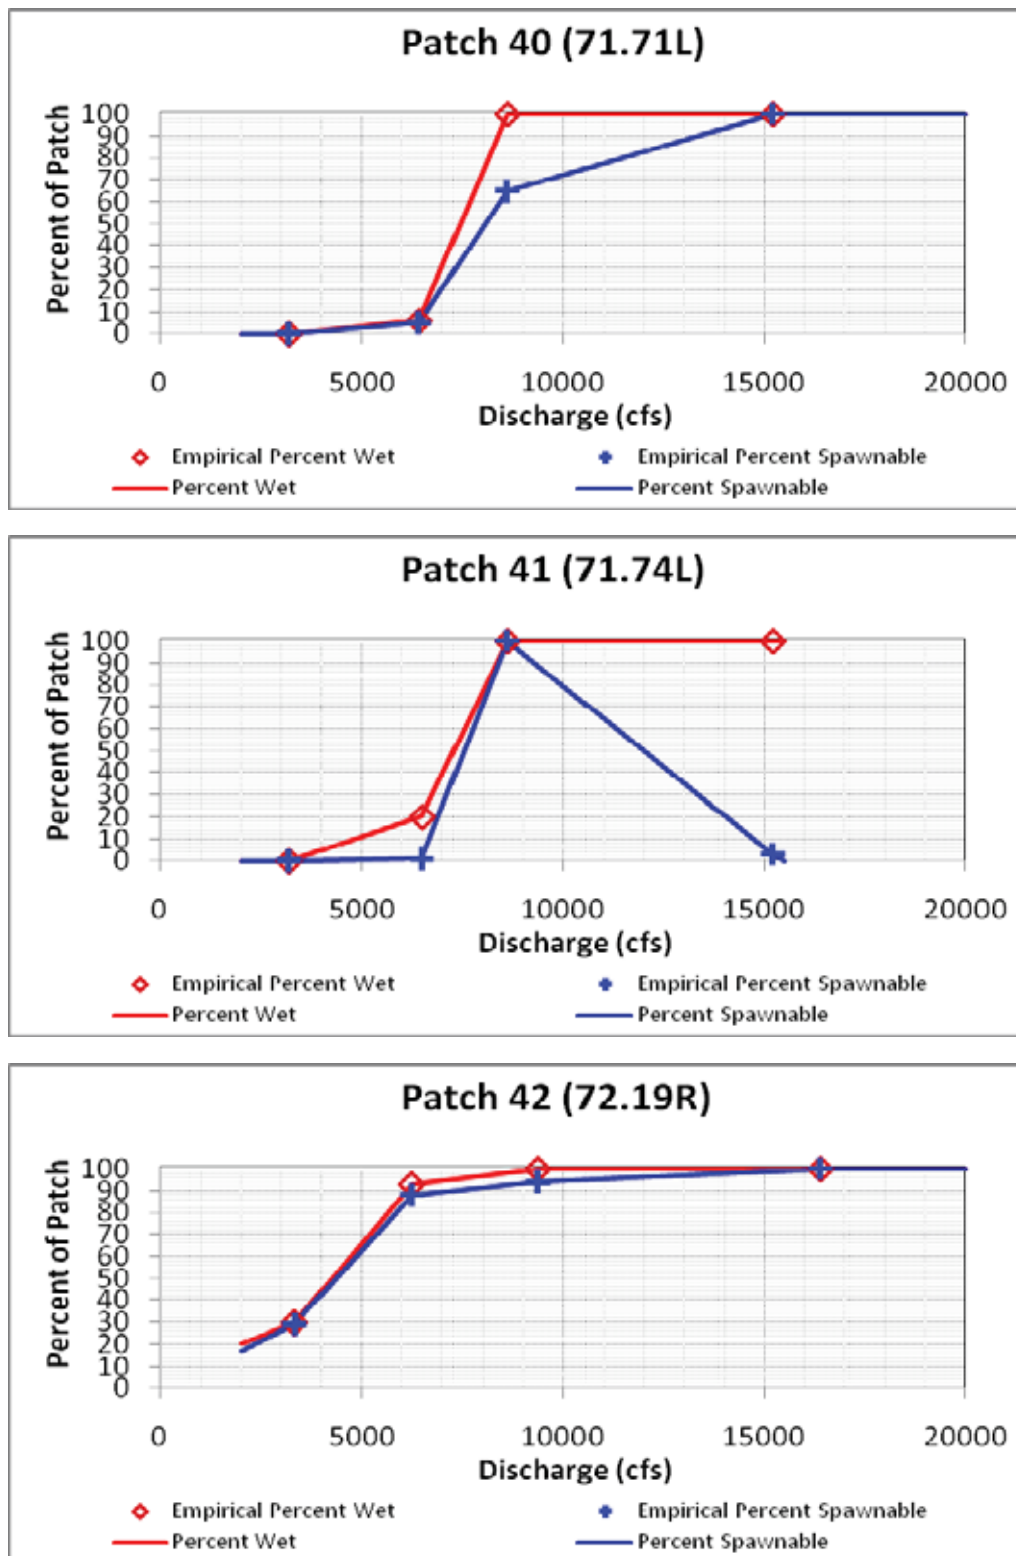 Patch 40 (71.71L)
Percent of Patch
100
90
80
70
60
50
40
30
20
10
0
0 5000 10000 15000 20000
Discharge (cfs)
Empirical Percent Wet Empirical Percent Spawnable
Percent Wet Percent Spawnable
Patch 41 (71.74L)
Percent of Patch
100
90
80
70
60
50
40
30
20
10
0
0 5000 10000 15000 20000
Discharge (cfs)
Empirical Percent Wet Empirical Percent Spawnable
Percent Wet Percent Spawnable
Patch 42 (72.19R)
Percent of Patch
100
90
80
70
60
50
40
30
20
10
0
0 5000 10000 15000 20000
Discharge (cfs)
Empirical Percent Wet Empirical Percent Spawnable
Percent Wet Percent Spawnable